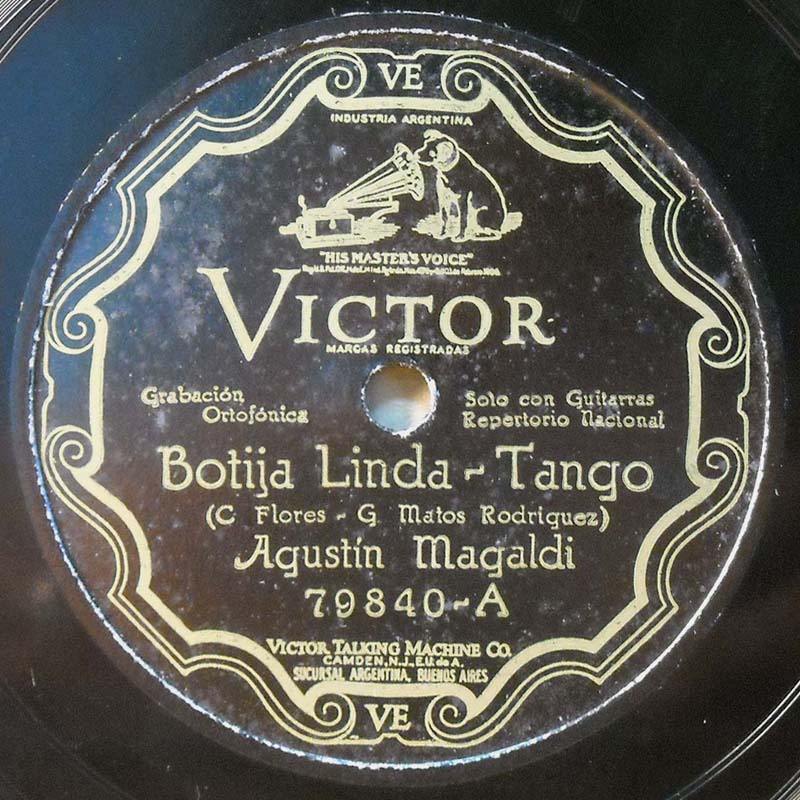 VE
INDUSTRIA ARGENTINA
"HIS MASTER'S VOICE"
VICTOR
MARCAS REGISTRADAS
Grabación
Ortofónica
Solo con Guitarras
Repertorio Nacional
Botija Linda - Tango
(C Flores - G Matos Rodriguez)
Agustín Magaldi
79840-A
VICTOR TALKING MACHINE CO.
CAMDEN, N.J., E.U. de A.
SUCURSAL ARGENTINA, BUENOS AIRES
VE